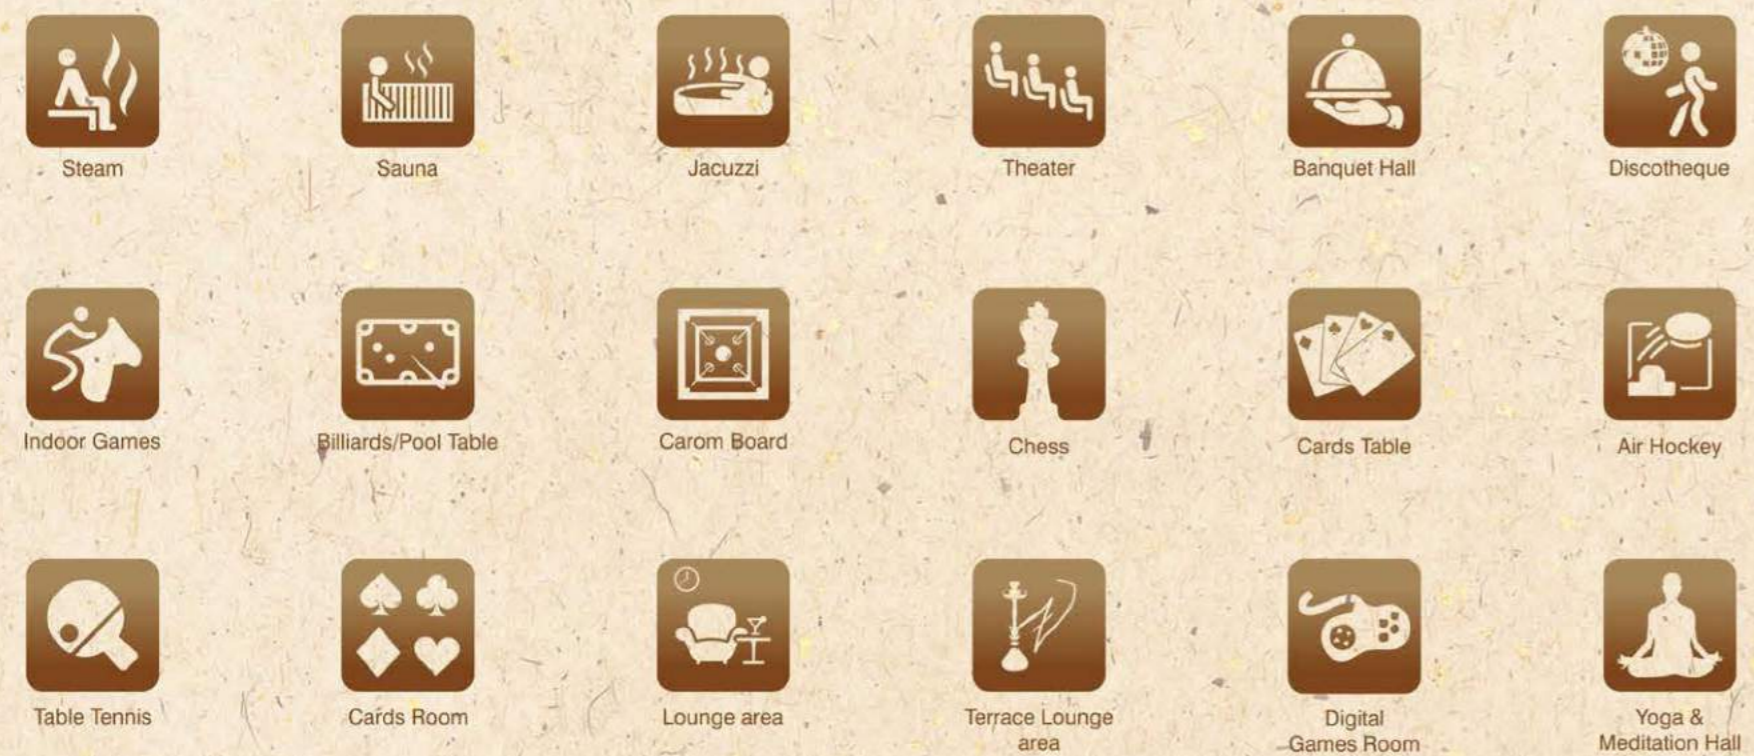 Steam
Sauna
Jacuzzi
Theater
Banquet Hall
Discotheque
Indoor Games
Billiards/Pool Table
Carom Board
Chess
Cards Table
Air Hockey
Table Tennis
Cards Room
Lounge area
Terrace Lounge
area
Digital
Games Room
Yoga &
Meditation Hall